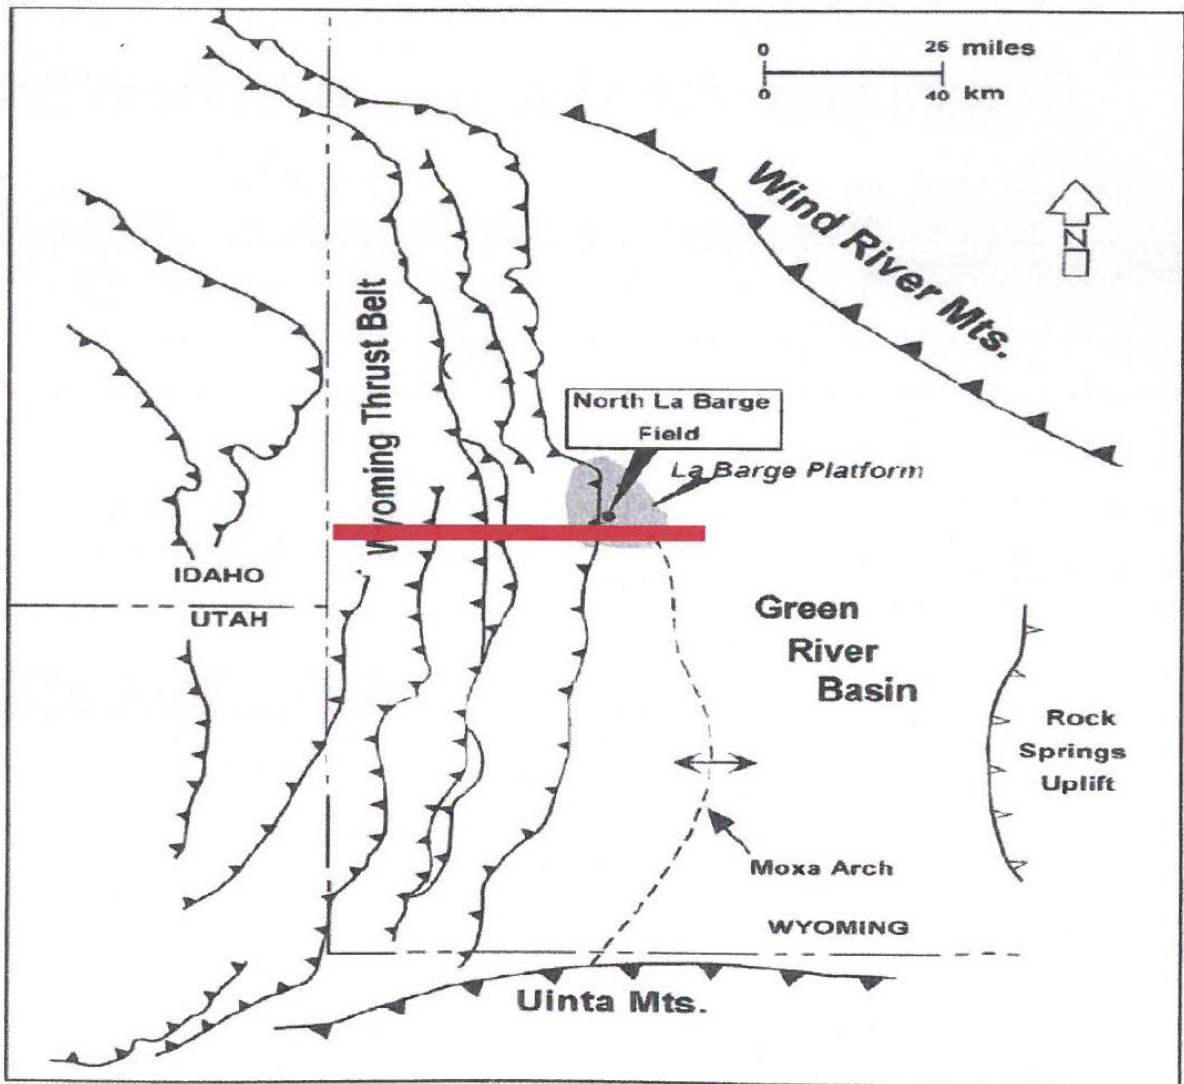 0 25 miles
0 40 km
Wind River Mts.
N
Wyoming Thrust Belt
North La Barge
Field
La Barge Platform
IDAHO
UTAH
Green
River
Basin
Rock
Springs
Uplift
Moxa Arch
WYOMING
Uinta Mts.